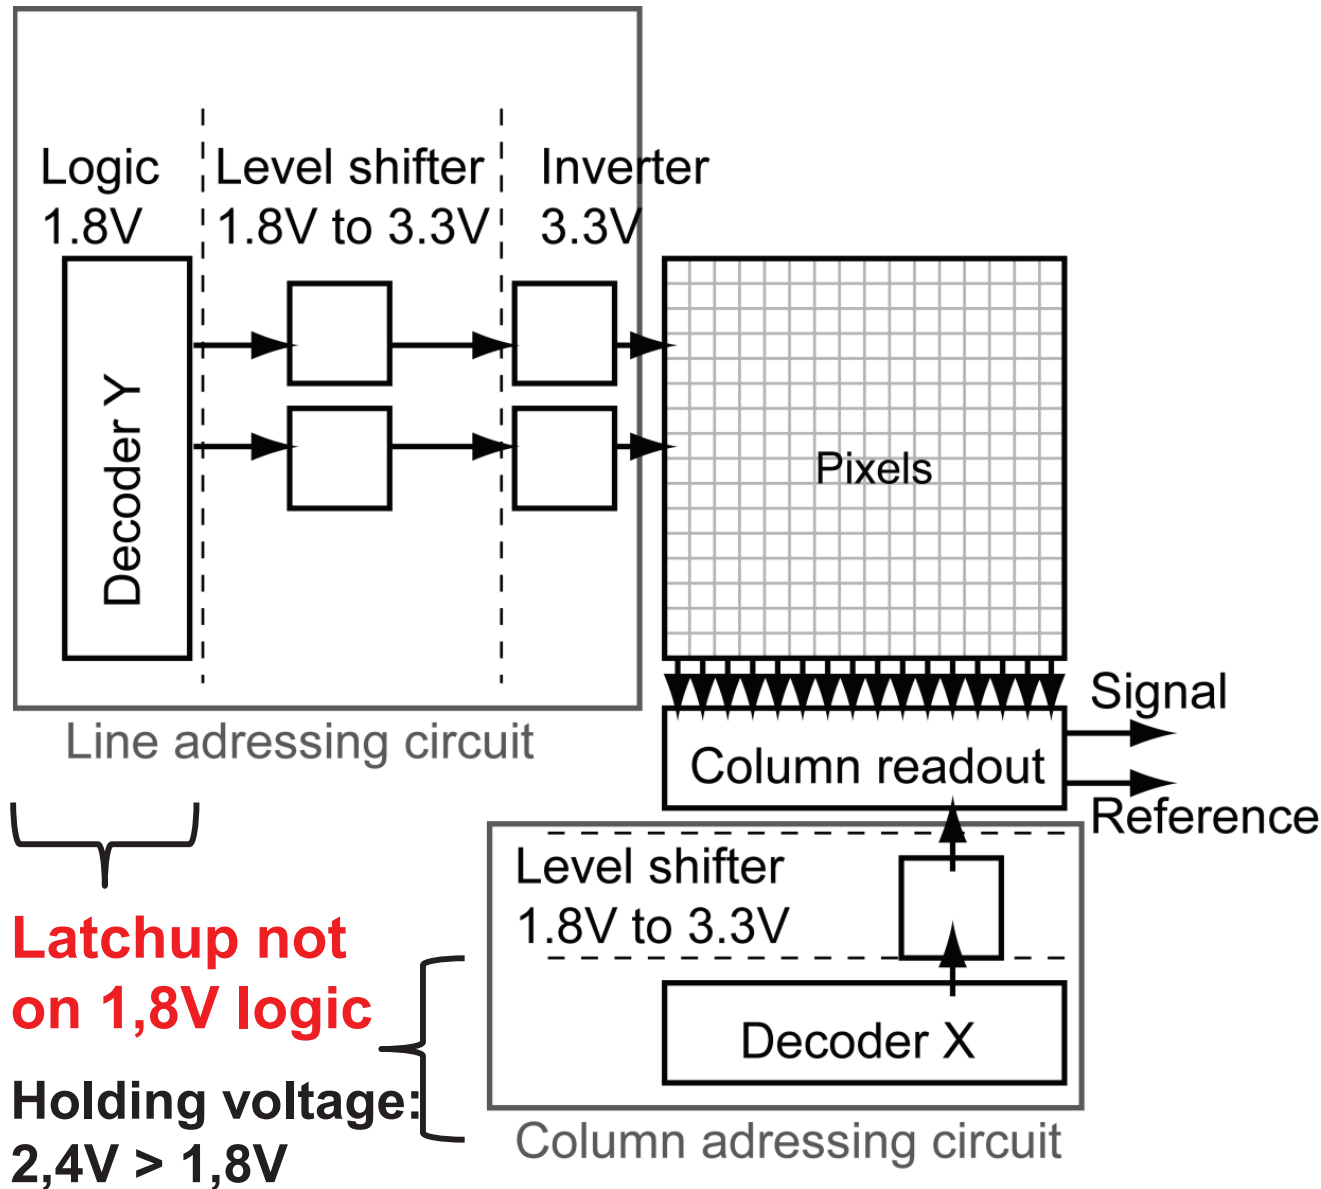 Logic
1.8V
Level shifter
1.8V to 3.3V
Inverter
3.3V
Decoder Y
Pixels
Line adressing circuit
Signal
Column readout
Reference
Level shifter
1.8V to 3.3V
Decoder X
Column adressing circuit
Latchup not
on 1,8V logic
Holding voltage:
2,4V > 1,8V